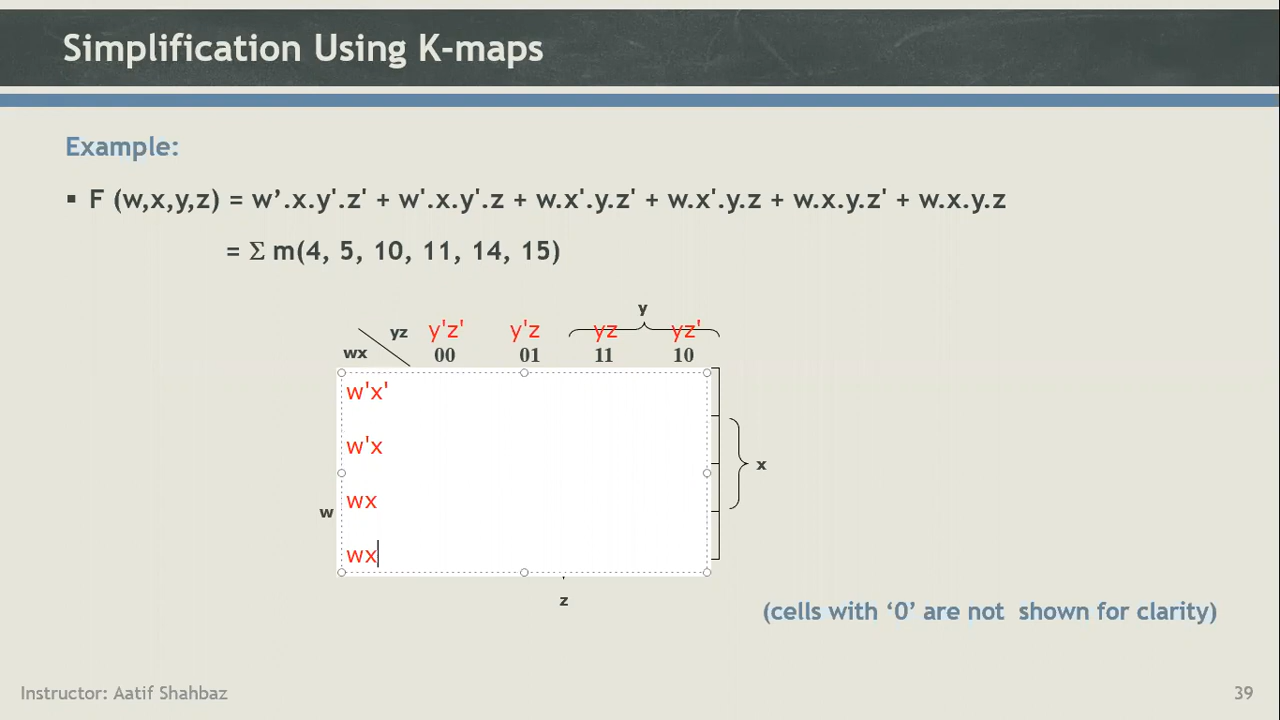 Simplification Using K-maps
Example:
▪ F (w,x,y,z) = w’.x.y'.z' + w'.x.y'.z + w.x'.y.z' + w.x'.y.z + w.x.y.z' + w.x.y.z
= Σ m(4, 5, 10, 11, 14, 15)
y
yz y'z' y'z yz yz'
wx 00 01 11 10
w'x'
w'x
x
wx
w
wx
z
(cells with ‘0’ are not shown for clarity)
Instructor: Aatif Shahbaz 39